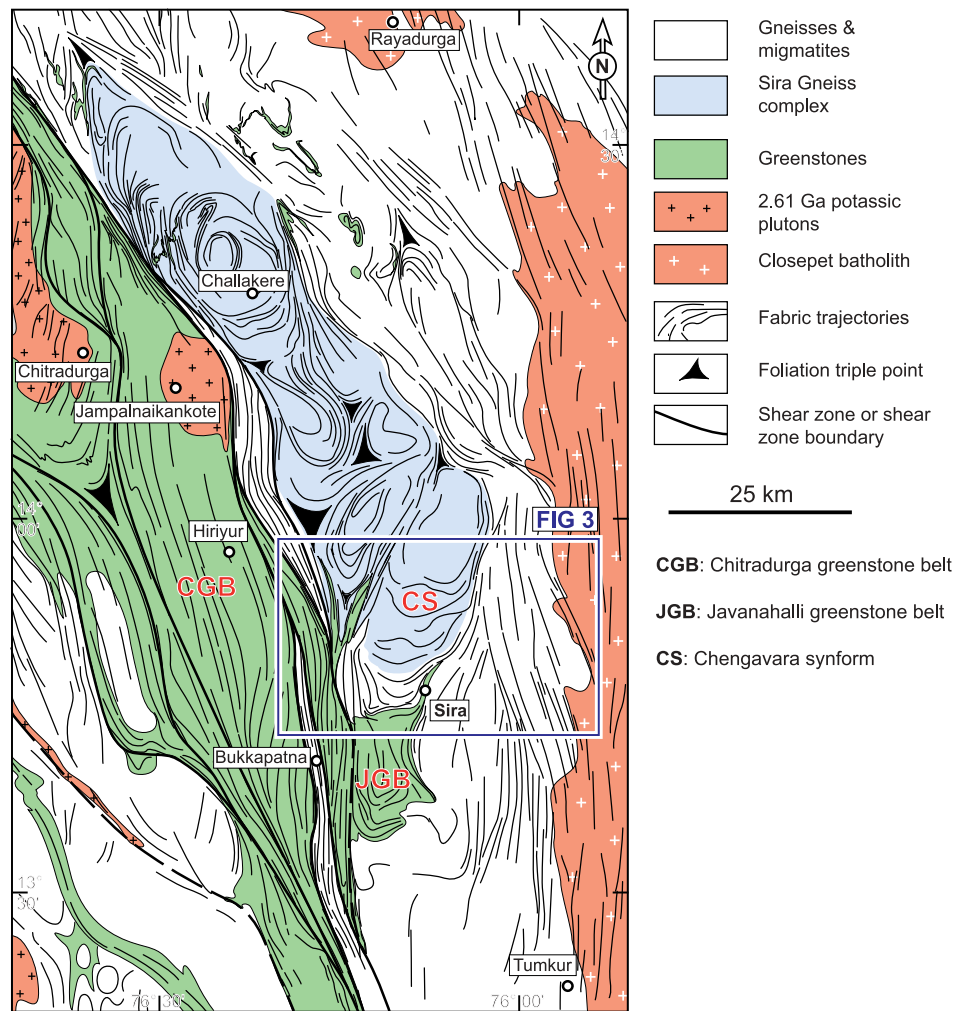 Rayadurga
N
14°
30'
Challakere
Chitradurga
Jampalnaikankote
14°
00'
FIG 3
Hiriyur
CGB
CS
Sira
Bukkapatna
JGB
13°
30'
Tumkur
76° 30'
76° 00'
Gneisses &
migmatites
Sira Gneiss
complex
Greenstones
2.61 Ga potassic
plutons
Closepet batholith
Fabric trajectories
Foliation triple point
Shear zone or shear
zone boundary
25 km
CGB: Chitradurga greenstone belt
JGB: Javanahalli greenstone belt
CS: Chengavara synform